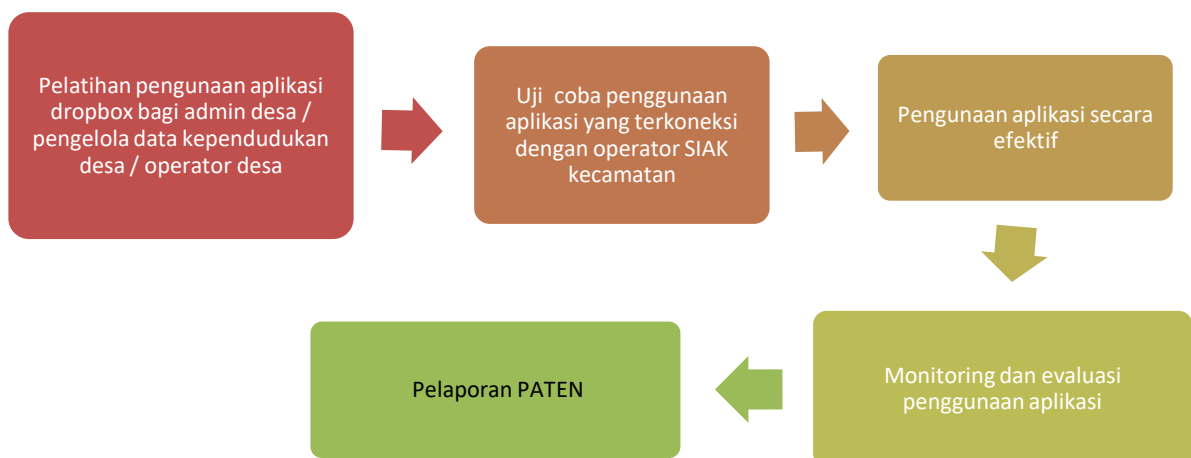 Pelatihan pengunaan aplikasi
dropbox bagi admin desa /
pengelola data kependudukan
desa / operator desa
Uji  coba penggunaan
aplikasi yang terkoneksi
dengan operator SIAK
kecamatan
Pengunaan aplikasi secara
efektif
Monitoring dan evaluasi
penggunaan aplikasi
Pelaporan PATEN